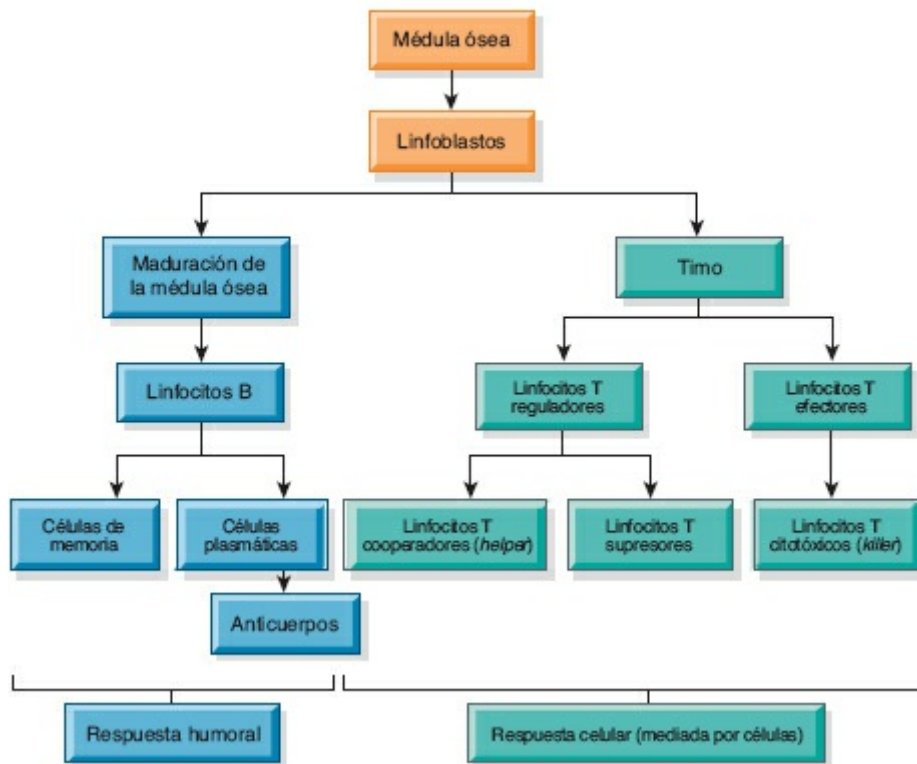 Médula ósea
Linfoblastos
Maduración de
la médula ósea
Timo
Linfocitos B
Linfocitos T
reguladores
Linfocitos T
efectores
Células de
memoria
Células
plasmáticas
Linfocitos T
cooperadores (helper)
Linfocitos T
supresores
Linfocitos T
citotóxicos (killer)
Anticuerpos
Respuesta humoral
Respuesta celular (mediada por células)